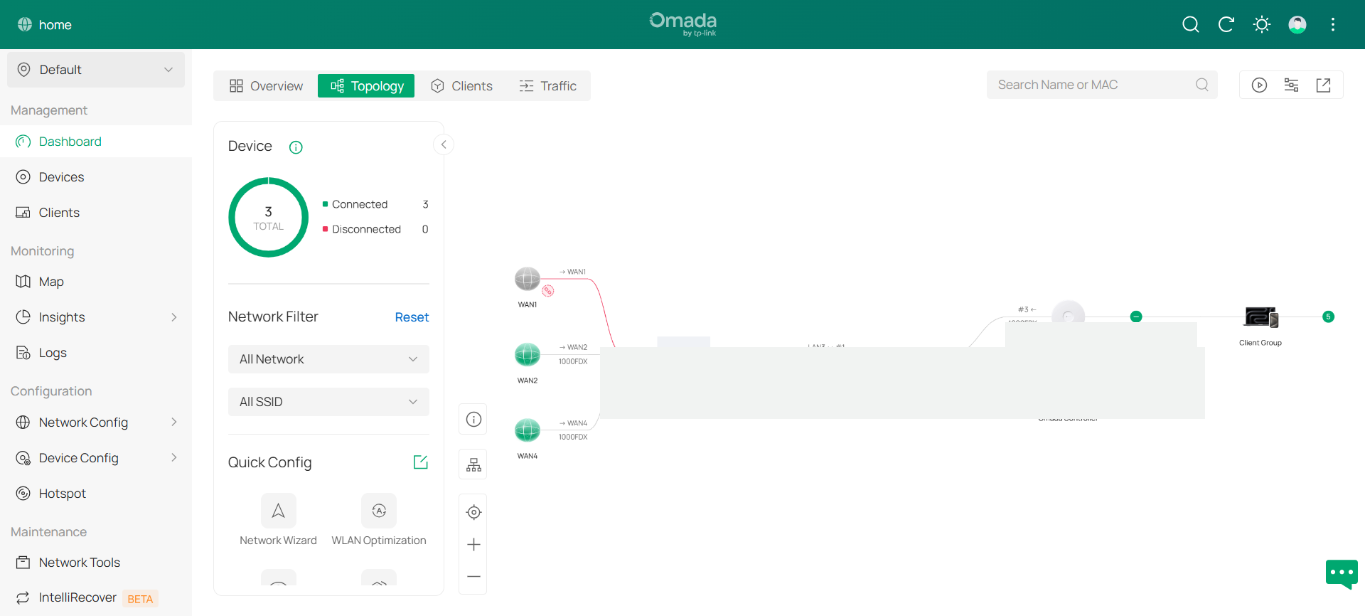 home
Omada
by tp-link
Default
Management
Dashboard
Devices
Clients
Monitoring
Map
Insights
Logs
Configuration
Network Config
Device Config
Hotspot
Maintenance
Network Tools
IntelliRecover BETA
Overview
Topology
Clients
Traffic
Search Name or MAC
Device
3
TOTAL
Connected 3
Disconnected 0
Network Filter
Reset
All Network
All SSID
Quick Config
Network Wizard
WLAN Optimization
→ WAN1
WAN1
→ WAN2
1000FDX
WAN2
→ WAN4
1000FDX
WAN4
#3 ←
Client Group
5